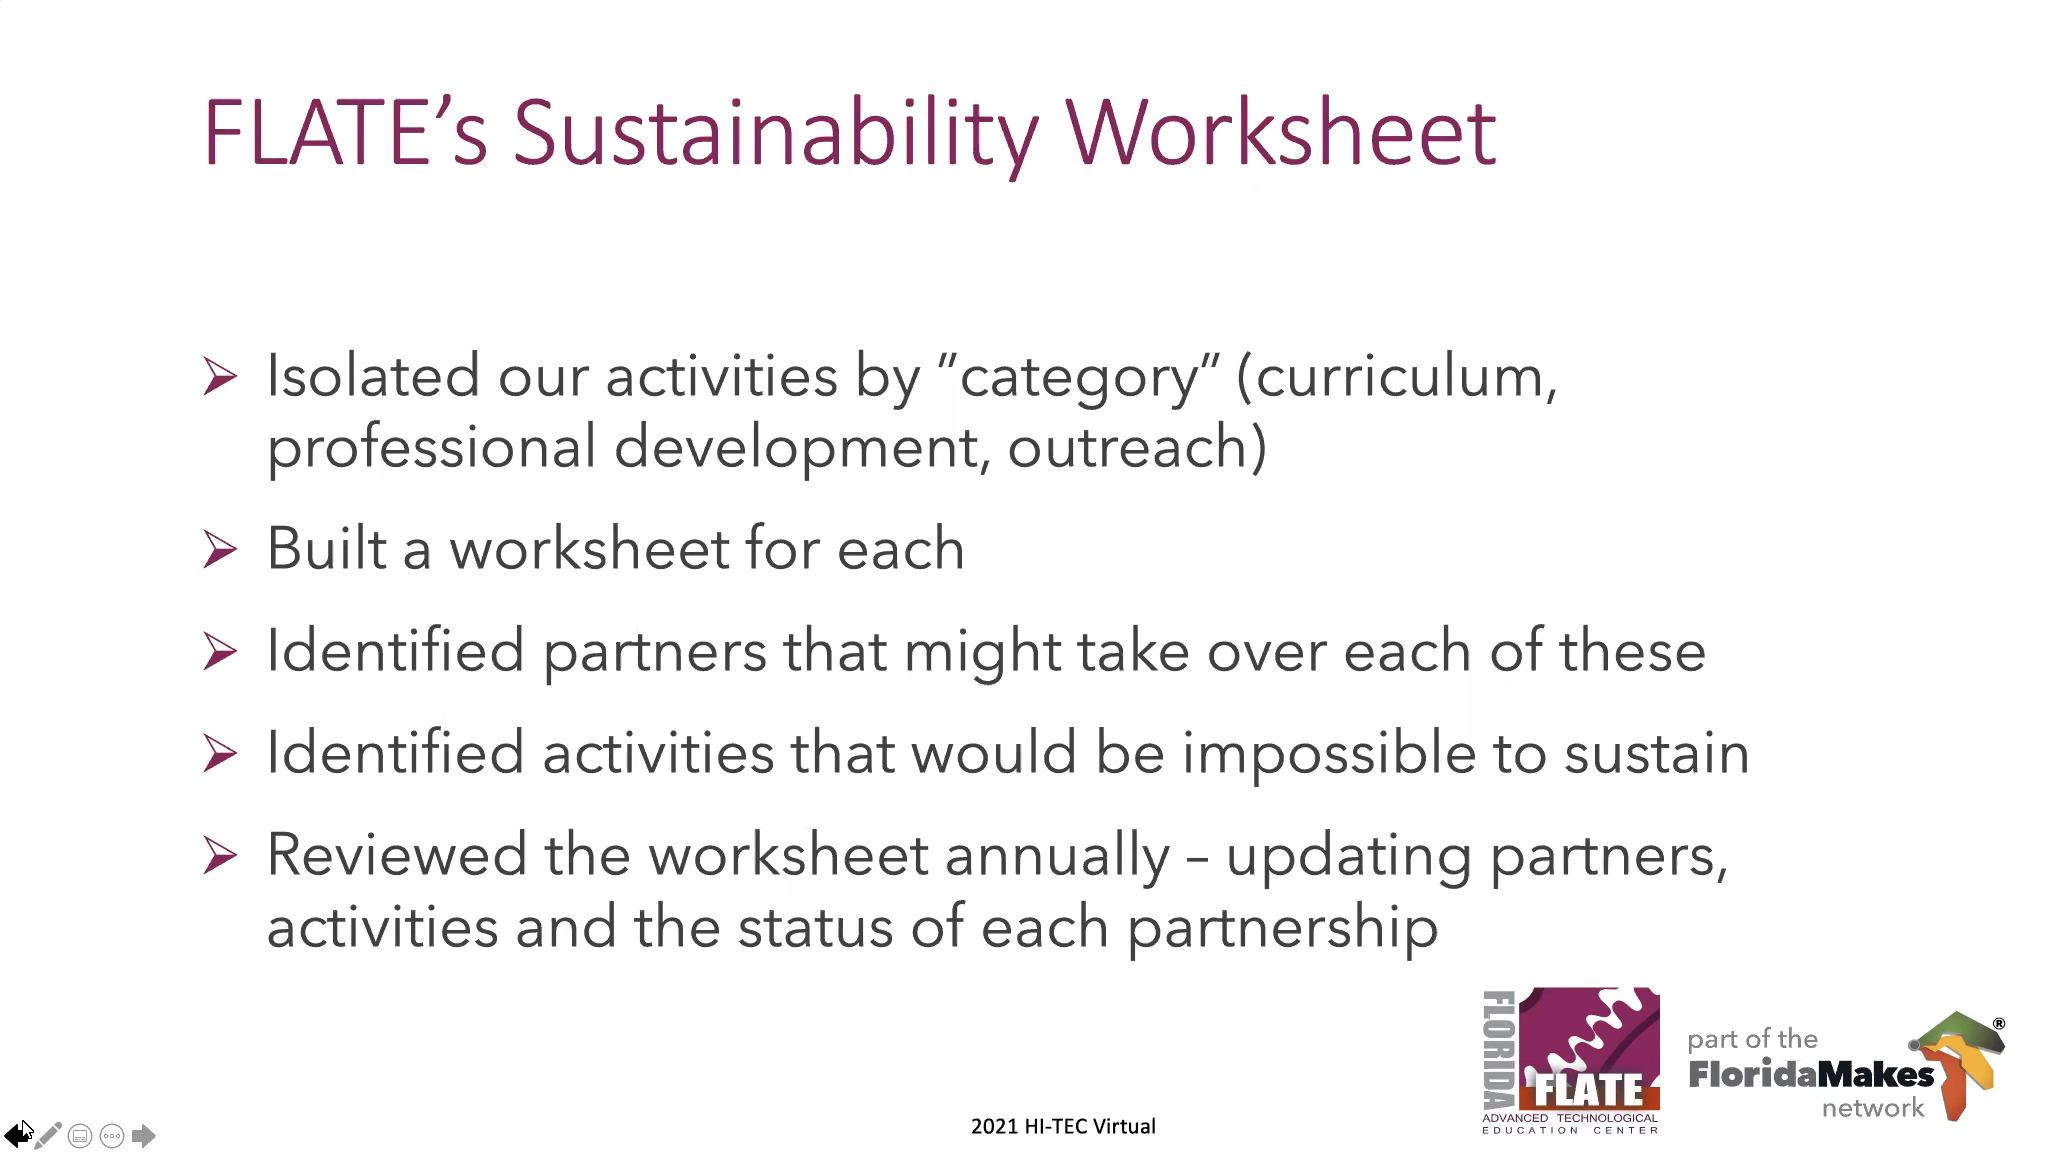 FLATE’s Sustainability Worksheet
Isolated our activities by ”category” (curriculum,
professional development, outreach)
Built a worksheet for each
Identified partners that might take over each of these
Identified activities that would be impossible to sustain
Reviewed the worksheet annually – updating partners,
activities and the status of each partnership
FLORIDA
FLATE
ADVANCED TECHNOLOGICAL
EDUCATION CENTER
part of the
FloridaMakes
network
®
2021 HI-TEC Virtual